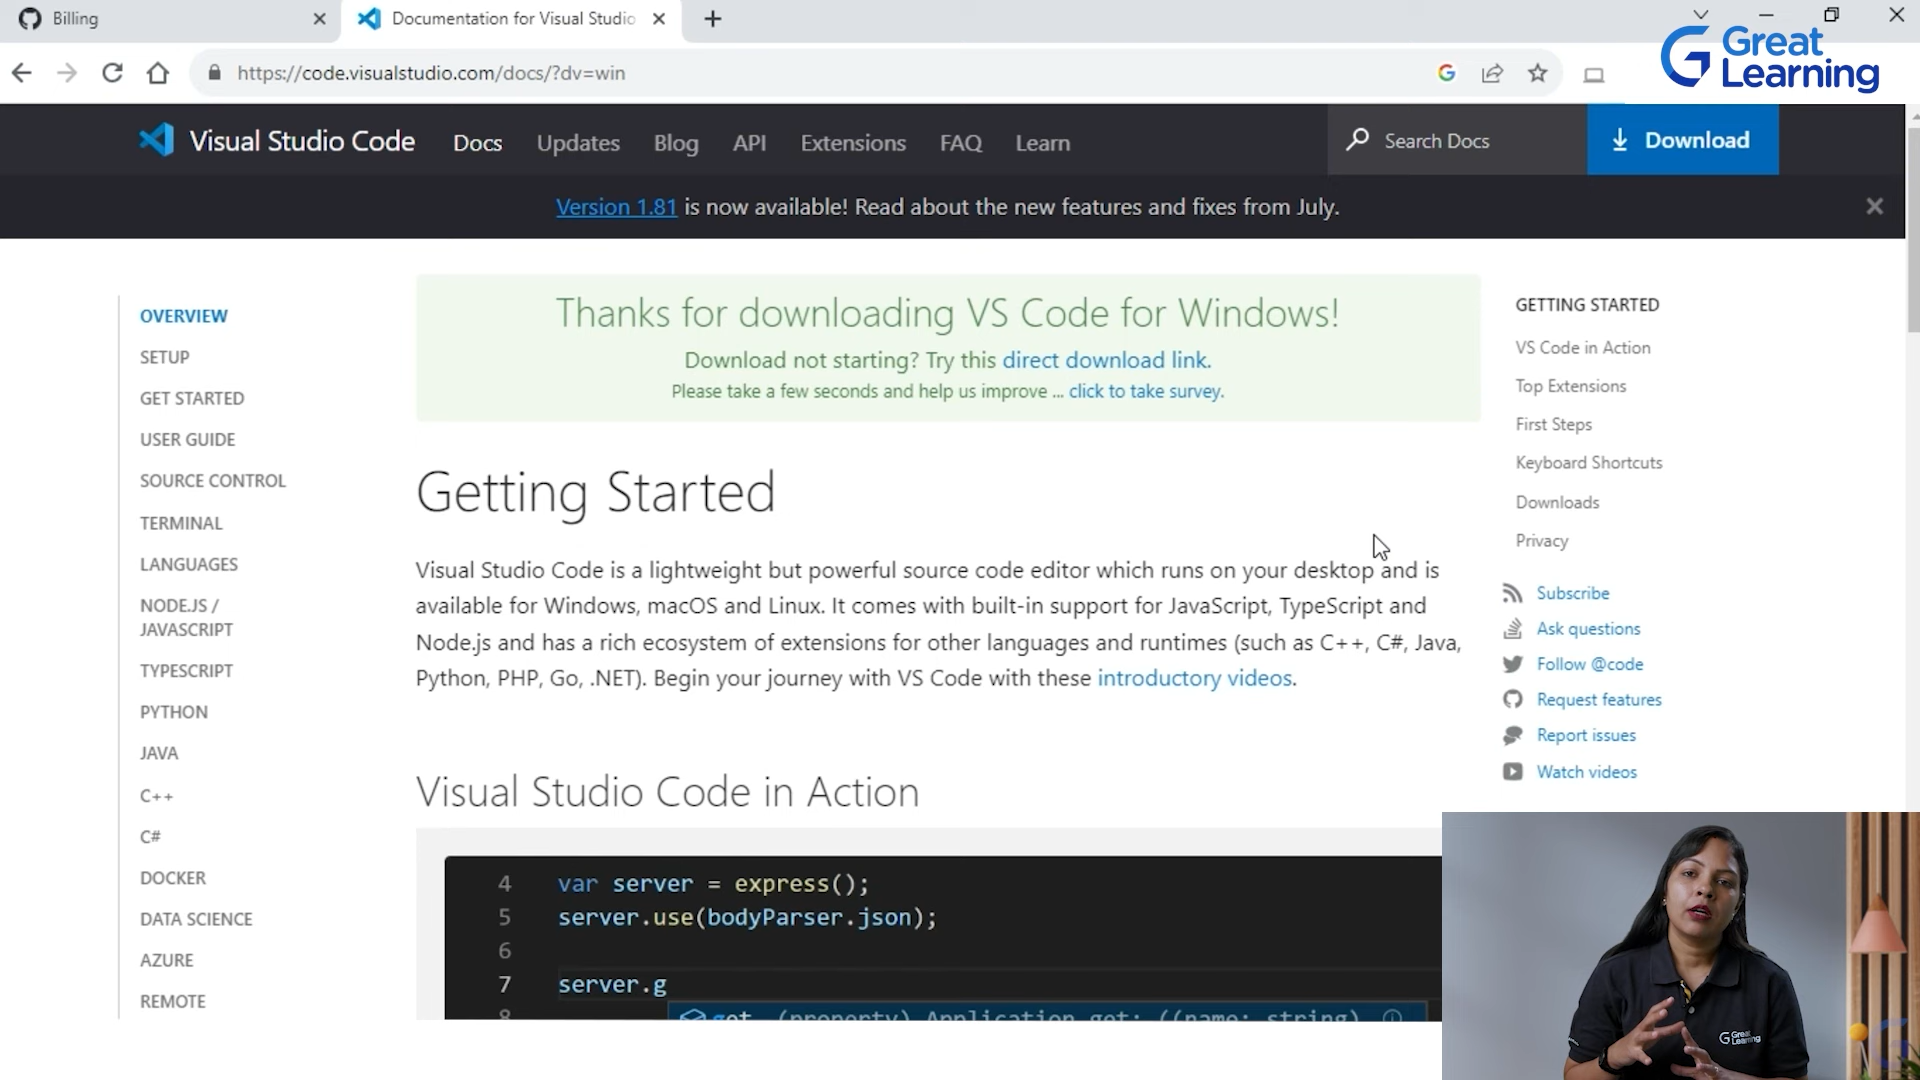 Billing
Documentation for Visual Studio
https://code.visualstudio.com/docs/?dv=win
Great
Learning
Visual Studio Code
Docs
Updates
Blog
API
Extensions
FAQ
Learn
Search Docs
Download
Version 1.81 is now available! Read about the new features and fixes from July.
OVERVIEW
SETUP
GET STARTED
USER GUIDE
SOURCE CONTROL
TERMINAL
LANGUAGES
NODE.JS /
JAVASCRIPT
TYPESCRIPT
PYTHON
JAVA
C++
C#
DOCKER
DATA SCIENCE
AZURE
REMOTE
Thanks for downloading VS Code for Windows!
Download not starting? Try this direct download link.
Please take a few seconds and help us improve ... click to take survey.
Getting Started
Visual Studio Code is a lightweight but powerful source code editor which runs on your desktop and is
available for Windows, macOS and Linux. It comes with built-in support for JavaScript, TypeScript and
Node.js and has a rich ecosystem of extensions for other languages and runtimes (such as C++, C#, Java,
Python, PHP, Go, .NET). Begin your journey with VS Code with these introductory videos.
Visual Studio Code in Action
4 var server = express();
5 server.use(bodyParser.json);
6
7 server.g
8 get (property) Application.get: ((name: string)
GETTING STARTED
VS Code in Action
Top Extensions
First Steps
Keyboard Shortcuts
Downloads
Privacy
Subscribe
Ask questions
Follow @code
Request features
Report issues
Watch videos
Great
Learning